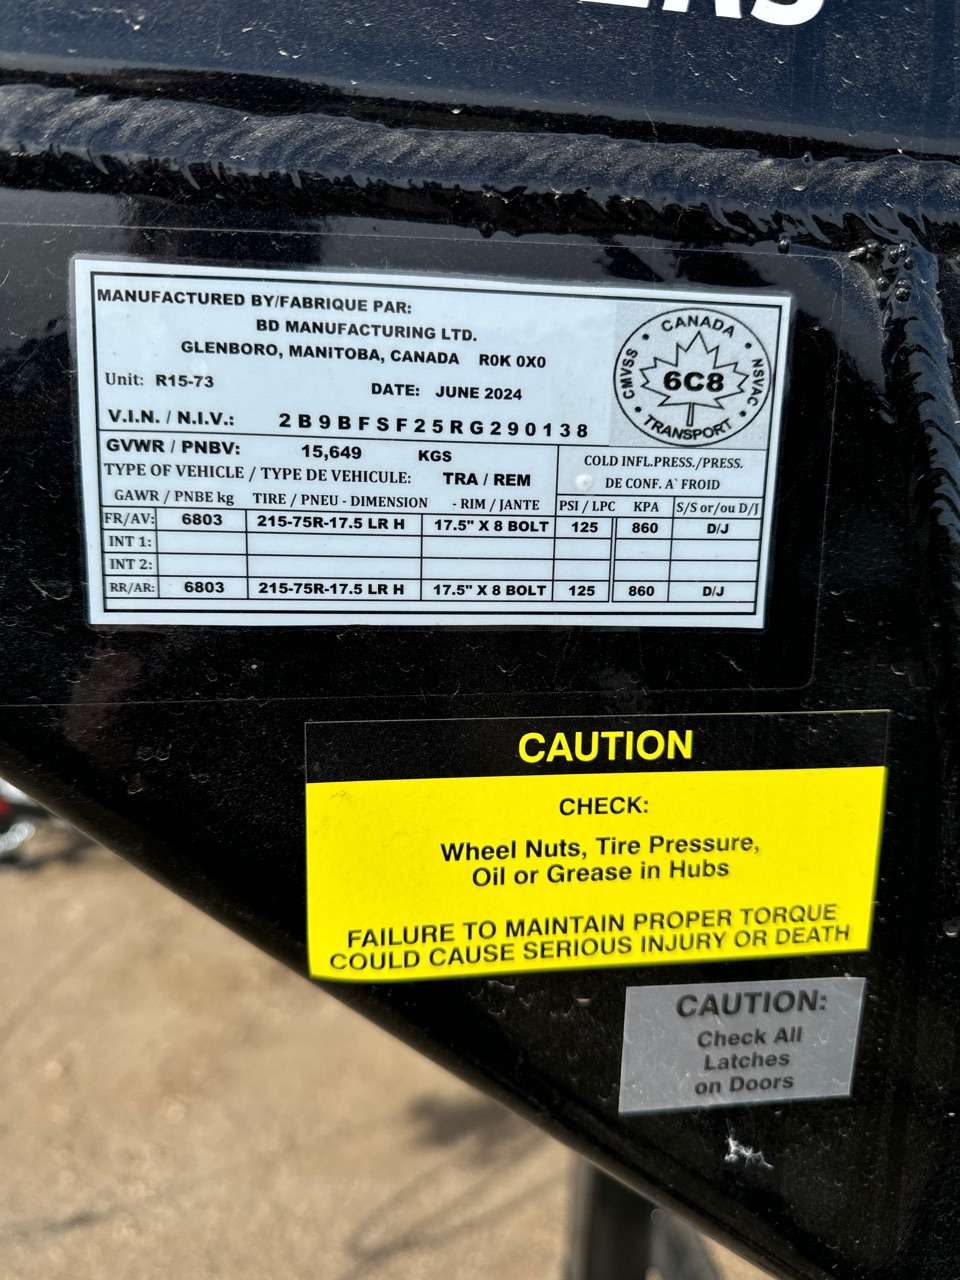 ERS
MANUFACTURED BY/FABRIQUE PAR:
BD MANUFACTURING LTD.
GLENBORO, MANITOBA, CANADA R0K 0X0
Unit: R15-73
DATE: JUNE 2024
V.I.N. / N.I.V.: 2B9BFSF25RG290138
CANADA
CMVSS
6C8
NSVAC
TRANSPORT
GVWR / PNBV: 15,649 KGS
TYPE OF VEHICLE / TYPE DE VEHICULE: TRA / REM
COLD INFL.PRESS./PRESS.
DE CONF. A` FROID
GAWR / PNBE kg TIRE / PNEU - DIMENSION - RIM / JANTE PSI / LPC KPA S/S or/ou D/J
FR/AV: 6803 215-75R-17.5 LR H 17.5" X 8 BOLT 125 860 D/J
INT 1:
INT 2:
RR/AR: 6803 215-75R-17.5 LR H 17.5" X 8 BOLT 125 860 D/J
CAUTION
CHECK:
Wheel Nuts, Tire Pressure,
Oil or Grease in Hubs
FAILURE TO MAINTAIN PROPER TORQUE
COULD CAUSE SERIOUS INJURY OR DEATH
CAUTION:
Check All
Latches
on Doors